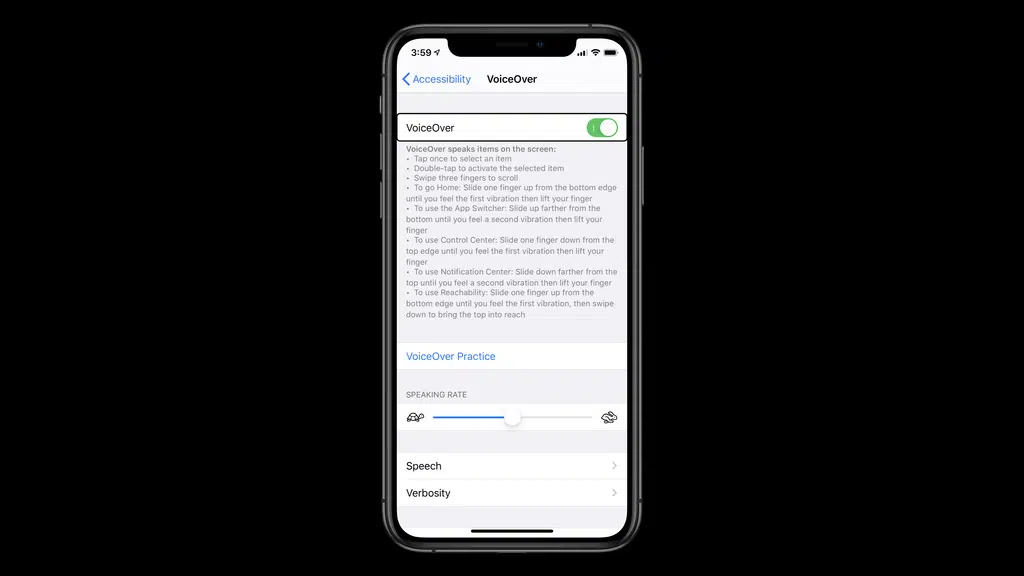 3:59
Accessibility
VoiceOver
VoiceOver
VoiceOver speaks items on the screen:
• Tap once to select an item
• Double-tap to activate the selected item
• Swipe three fingers to scroll
• To go Home: Slide one finger up from the bottom edge
until you feel the first vibration then lift your finger
• To use the App Switcher: Slide up farther from the
bottom until you feel a second vibration then lift your
finger
• To use Control Center: Slide one finger down from the
top edge until you feel the first vibration then lift your
finger
• To use Notification Center: Slide down farther from the
top until you feel a second vibration then lift your finger
• To use Reachability: Slide one finger up from the
bottom edge until you feel the first vibration, then swipe
down to bring the top into reach
VoiceOver Practice
SPEAKING RATE
Speech
Verbosity